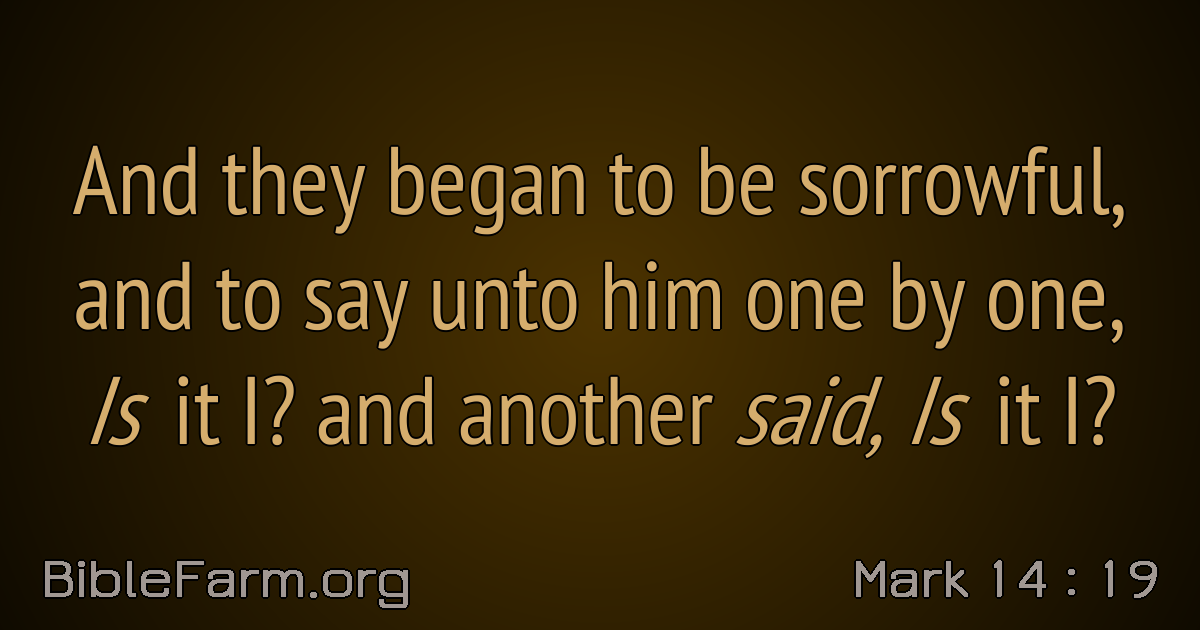 And they began to be sorrowful,
and to say unto him one by one,
Is it I? and another said, Is it I?
BibleFarm.org
Mark 14 : 19